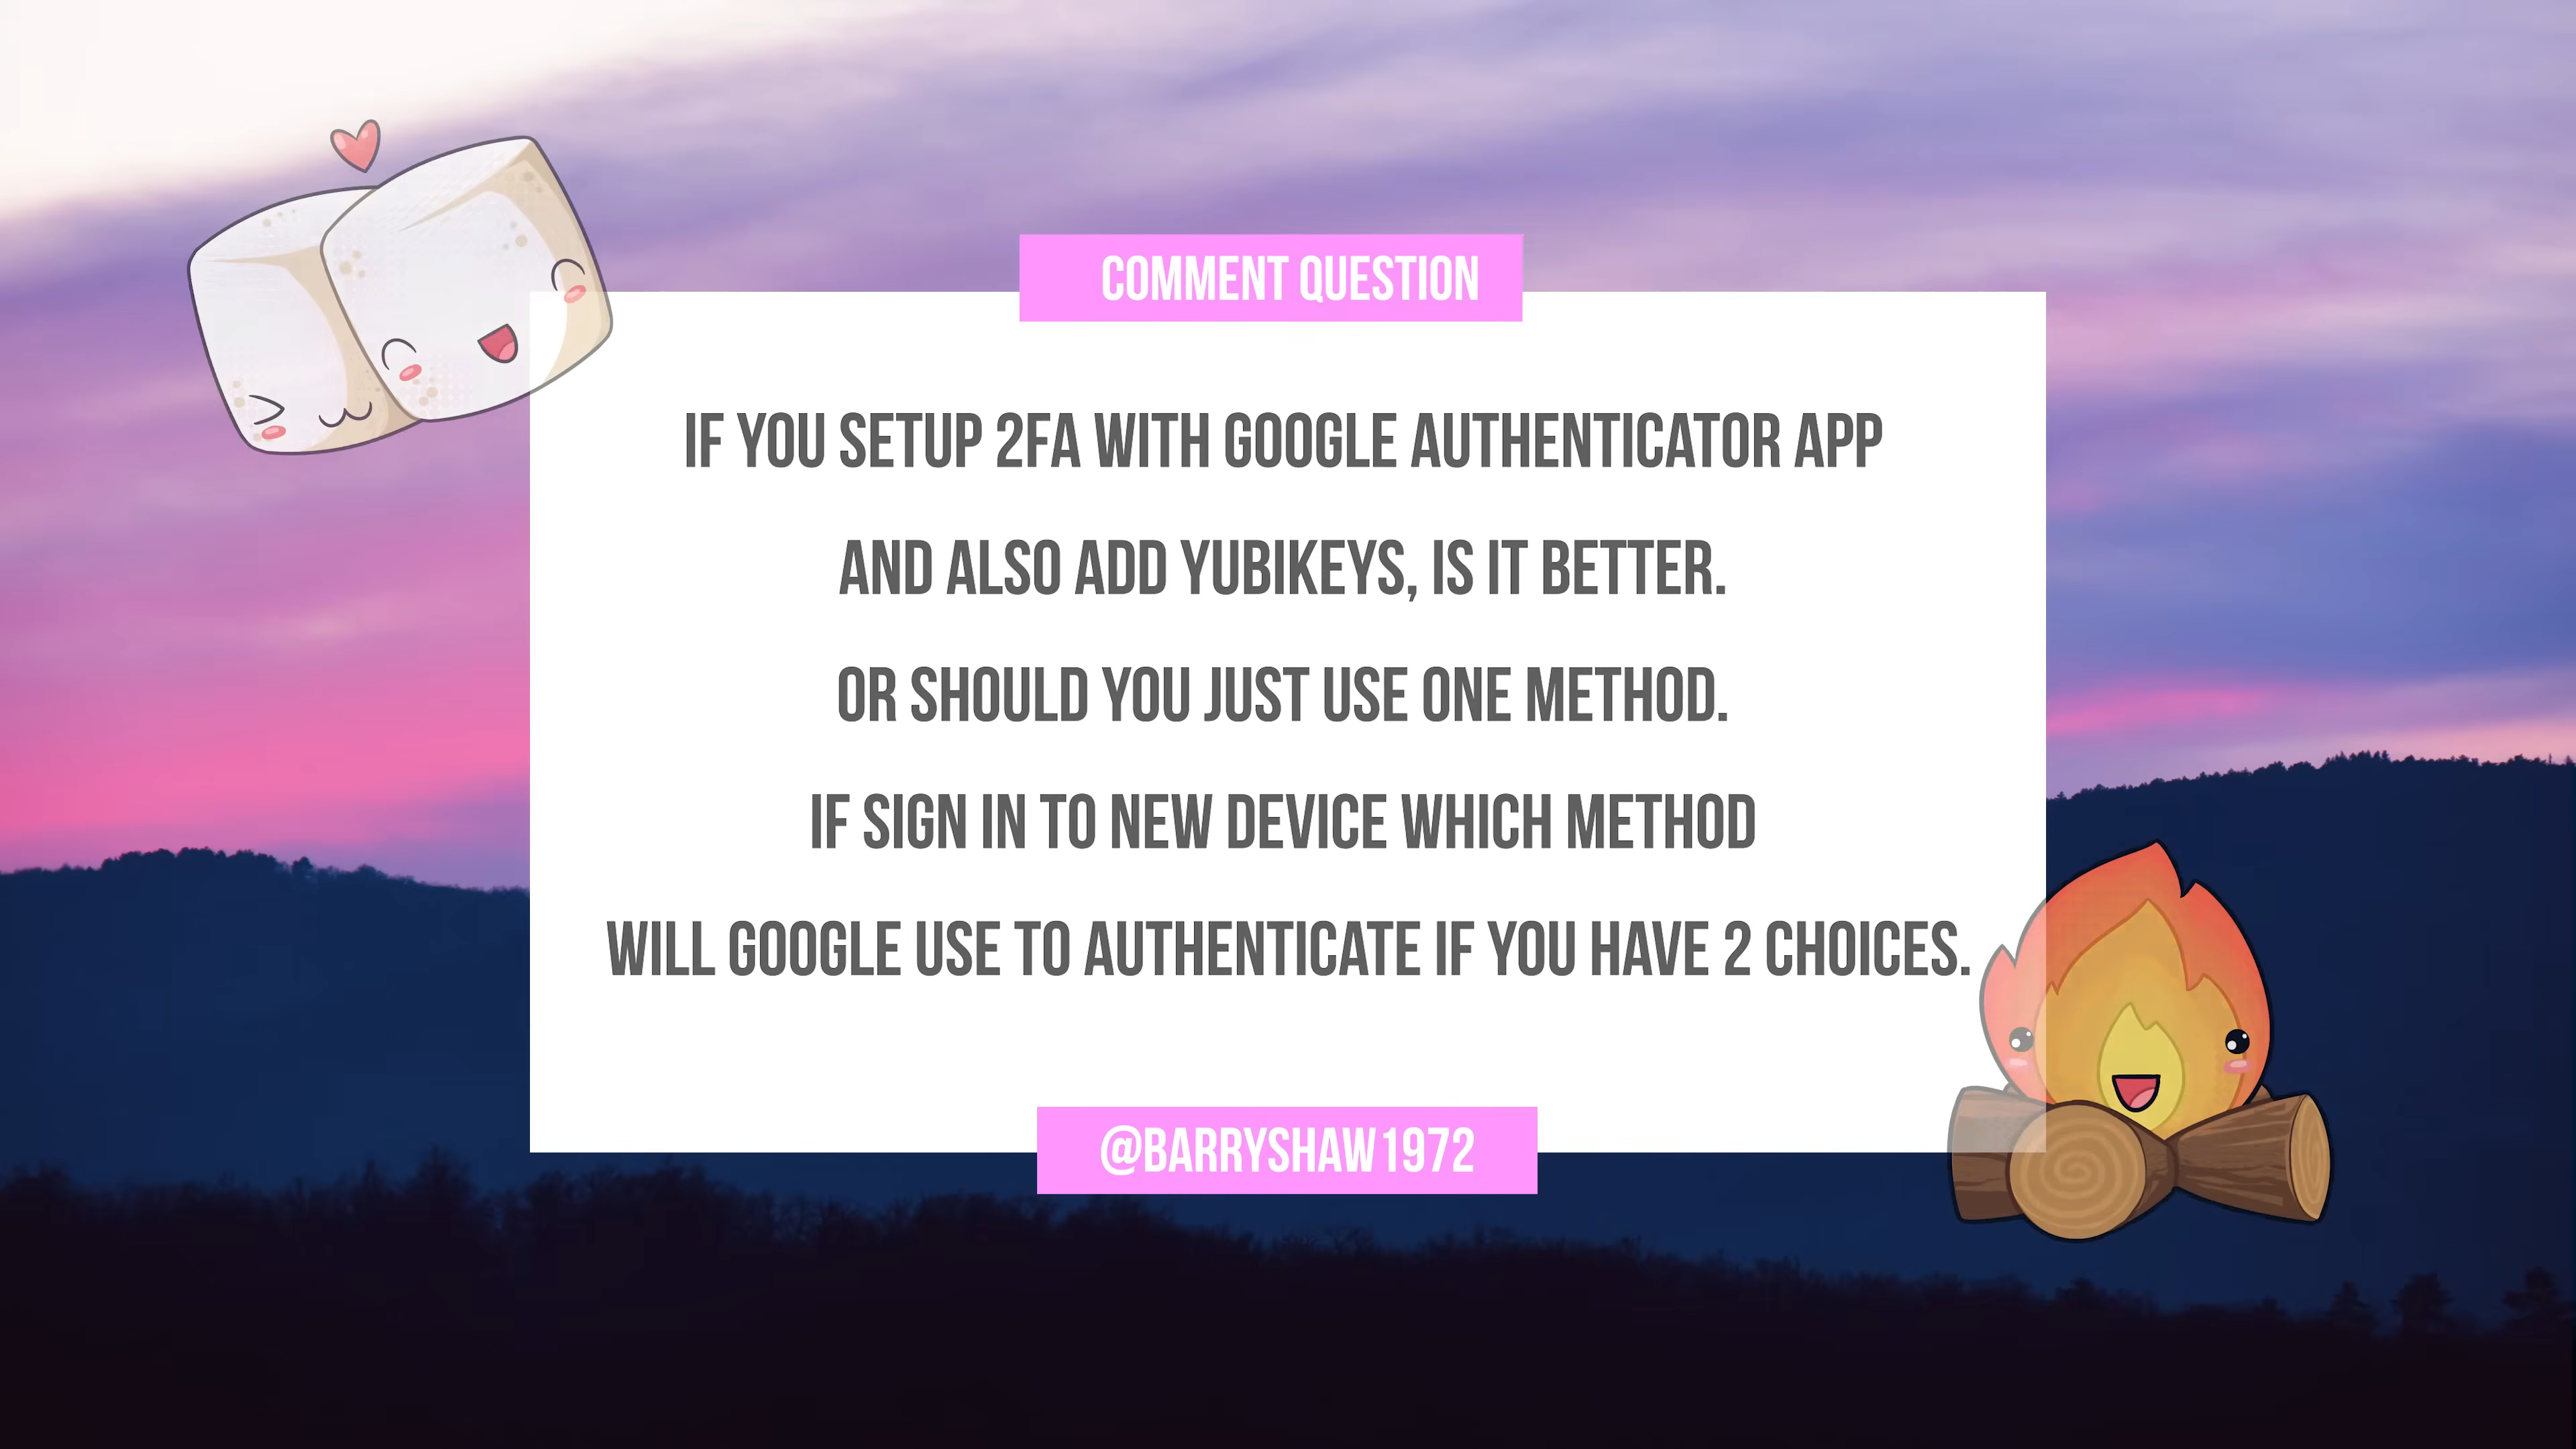 COMMENT QUESTION
IF YOU SETUP 2FA WITH GOOGLE AUTHENTICATOR APP
AND ALSO ADD YUBIKEYS, IS IT BETTER.
OR SHOULD YOU JUST USE ONE METHOD.
IF SIGN IN TO NEW DEVICE WHICH METHOD
WILL GOOGLE USE TO AUTHENTICATE IF YOU HAVE 2 CHOICES.
@BARRYSHAW1972